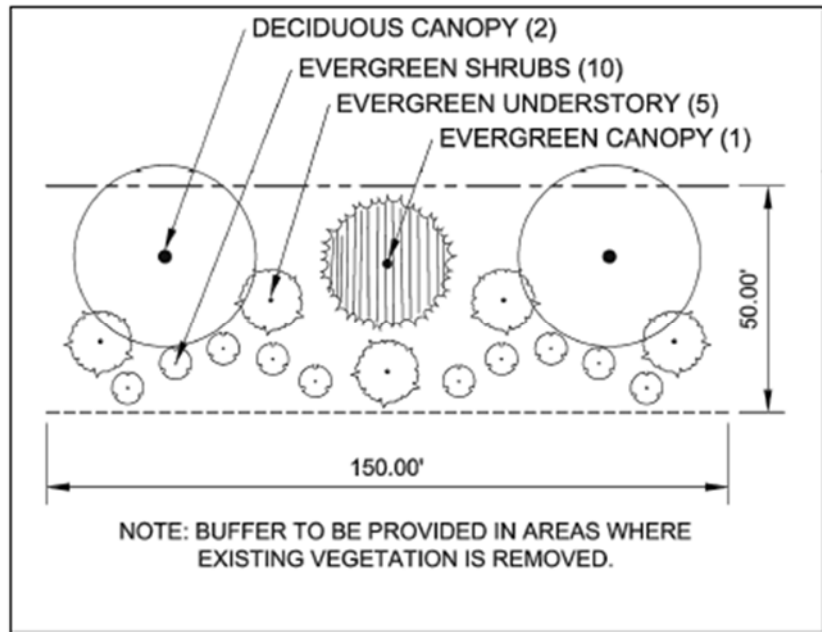 DECIDUOUS CANOPY (2)
EVERGREEN SHRUBS (10)
EVERGREEN UNDERSTORY (5)
EVERGREEN CANOPY (1)
50.00'
150.00'
NOTE: BUFFER TO BE PROVIDED IN AREAS WHERE
EXISTING VEGETATION IS REMOVED.